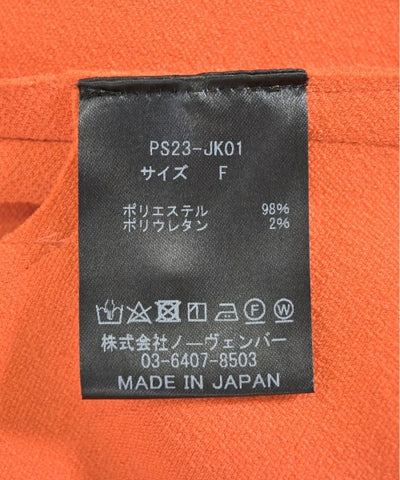 PS23-JK01
サイズ F
ポリエステル 98%
ポリウレタン 2%
F W
株式会社ノーヴェンバー
03-6407-8503
MADE IN JAPAN